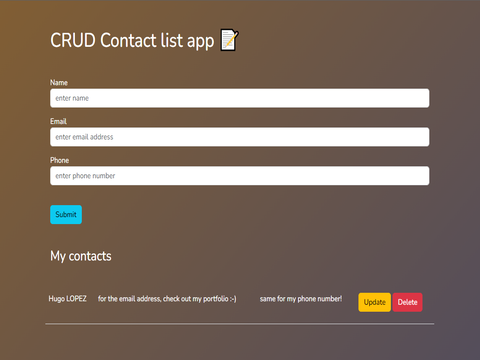 CRUD Contact list app 📝
Name
enter name
Email
enter email address
Phone
enter phone number
Submit
My contacts
Hugo LOPEZ for the email address, check out my portfolio :-) same for my phone number! Update Delete